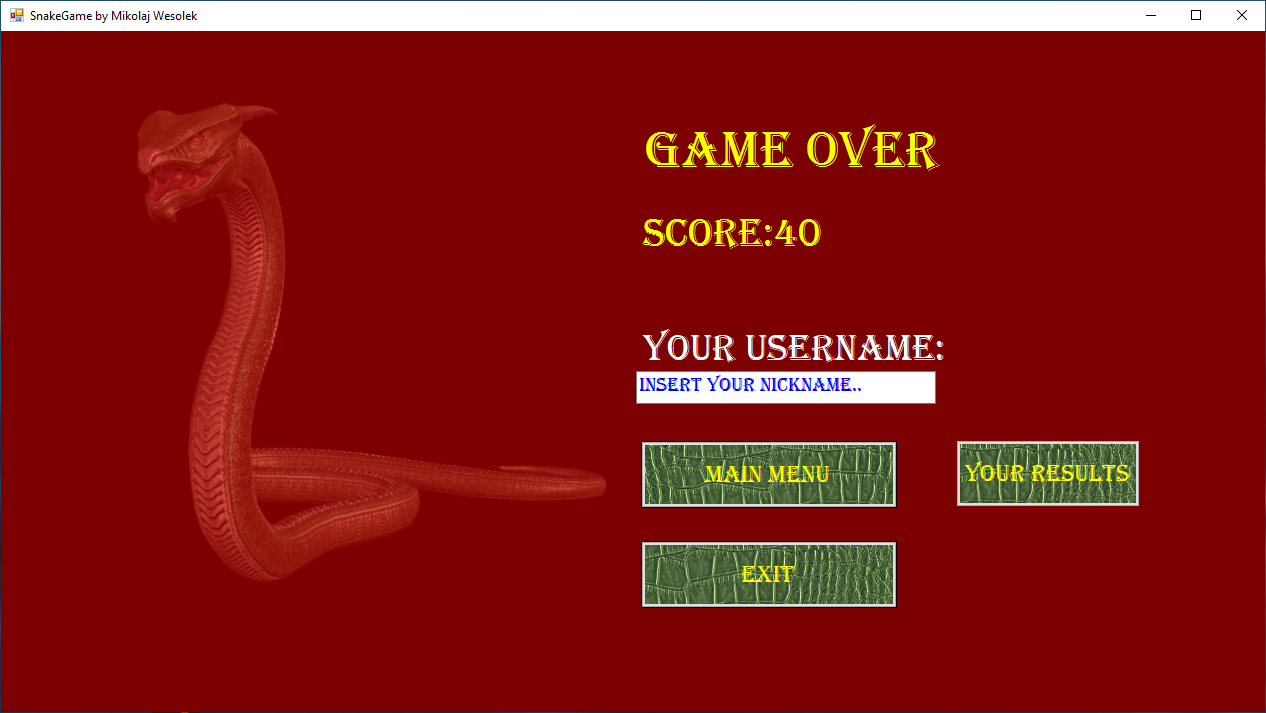 SnakeGame by Mikolaj Wesolek
GAME OVER
SCORE:40
YOUR USERNAME:
INSERT YOUR NICKNAME..
MAIN MENU
YOUR RESULTS
EXIT